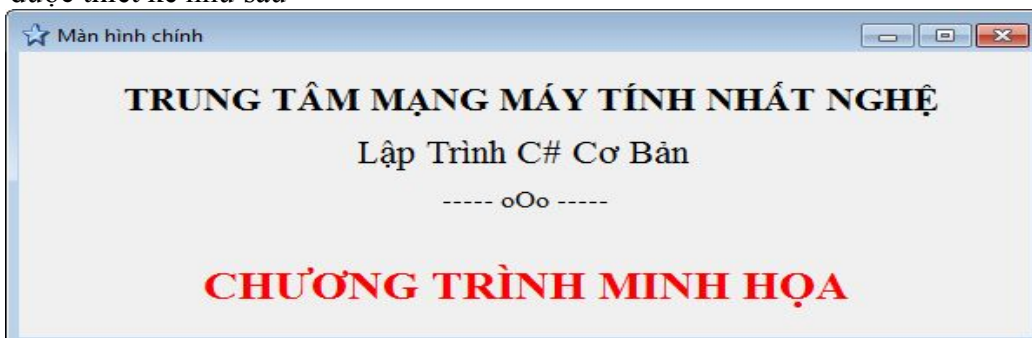 được thiết kế như sau
Màn hình chính
TRUNG TÂM MẠNG MÁY TÍNH NHẤT NGHỆ
Lập Trình C# Cơ Bản
----- oOo -----
CHƯƠNG TRÌNH MINH HỌA